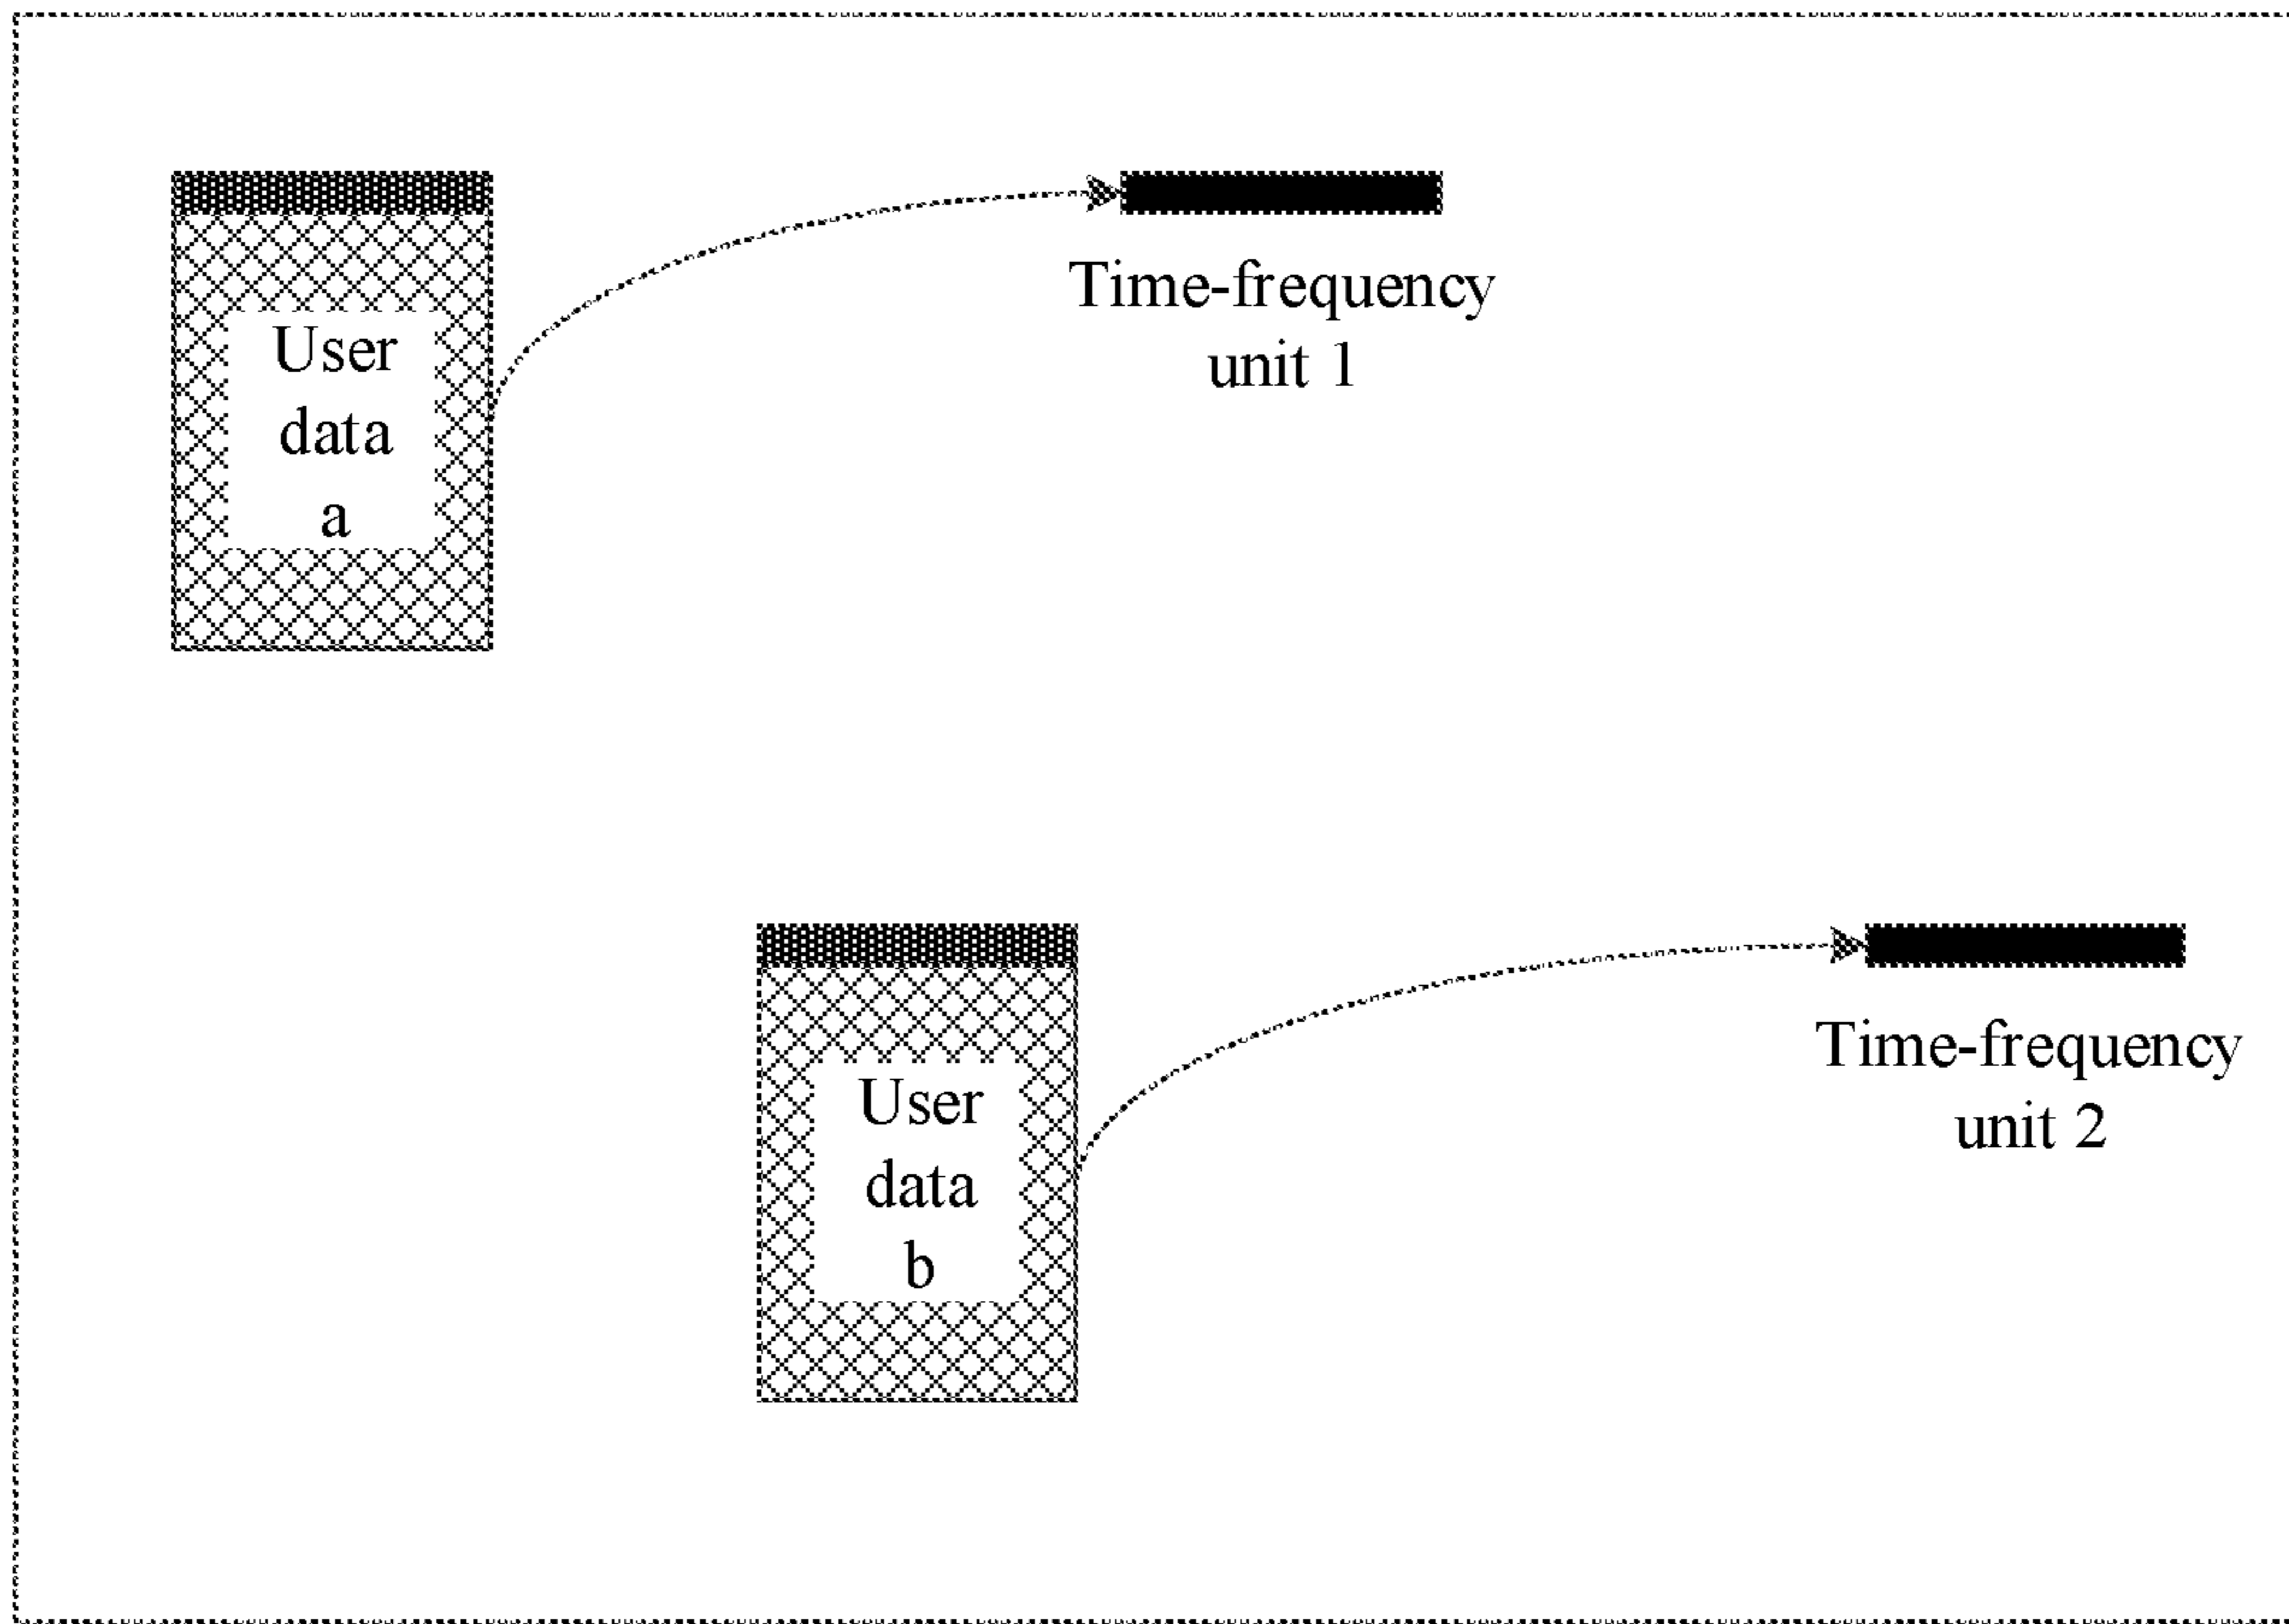 User
data
a
Time-frequency
unit 1
User
data
b
Time-frequency
unit 2